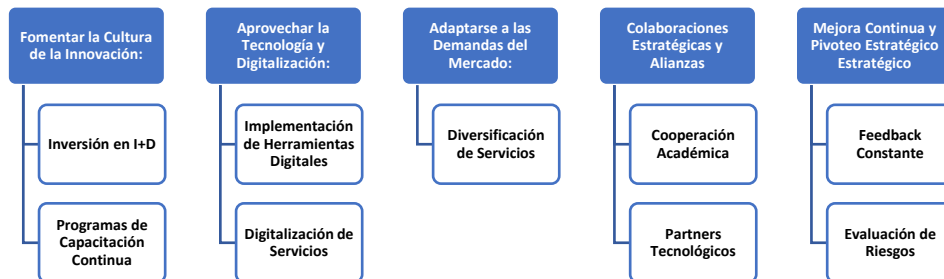 Fomentar la Cultura
de la Innovación:
Inversión en I+D
Programas de
Capacitación
Continua
Aprovechar la
Tecnología y
Digitalización:
Implementación
de Herramientas
Digitales
Digitalización de
Servicios
Adaptarse a las
Demandas del
Mercado:
Diversificación
de Servicios
Colaboraciones
Estratégicas y
Alianzas
Cooperación
Académica
Partners
Tecnológicos
Mejora Continua y
Pivoteo Estratégico
Estratégico
Feedback
Constante
Evaluación de
Riesgos